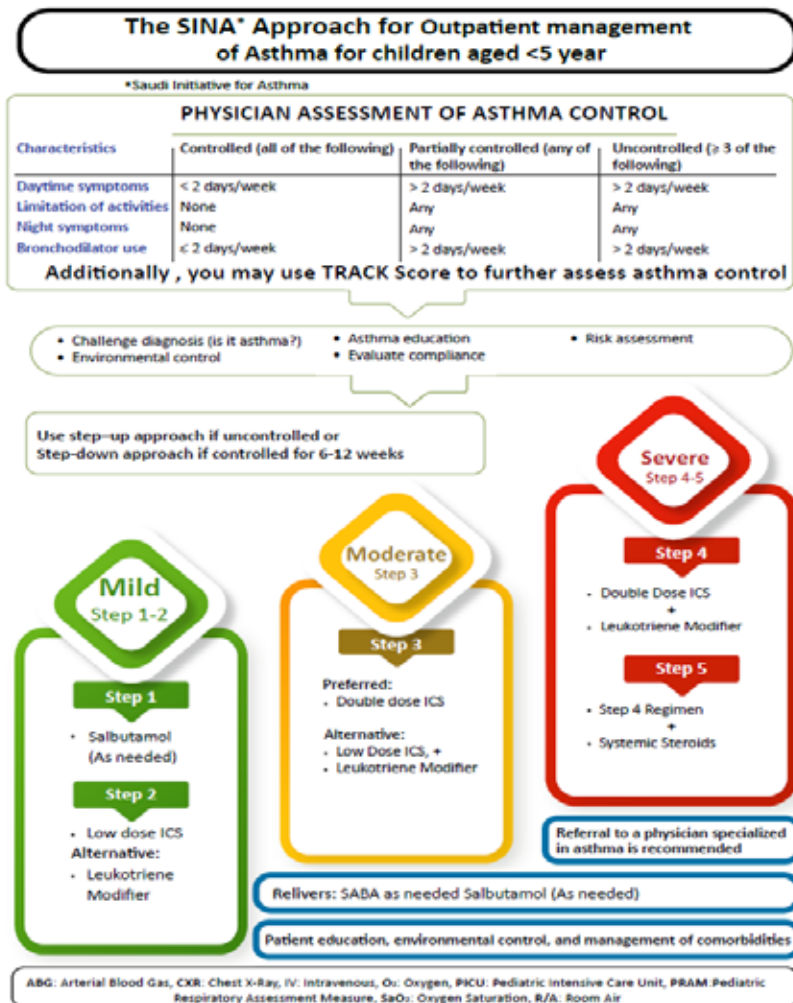 The SINA* Approach for Outpatient management
of Asthma for children aged <5 year
*Saudi Initiative for Asthma
PHYSICIAN ASSESSMENT OF ASTHMA CONTROL
Characteristics Controlled (all of the following) Partially controlled (any of the following) Uncontrolled (≥ 3 of the following)
Daytime symptoms < 2 days/week > 2 days/week > 2 days/week
Limitation of activities None Any Any
Night symptoms None Any Any
Bronchodilator use ≤ 2 days/week > 2 days/week > 2 days/week
Additionally , you may use TRACK Score to further assess asthma control
• Challenge diagnosis (is it asthma?)
• Environmental control
• Asthma education
• Evaluate compliance
• Risk assessment
Use step–up approach if uncontrolled or
Step-down approach if controlled for 6-12 weeks
Mild
Step 1-2
Step 1
• Salbutamol
(As needed)
Step 2
• Low dose ICS
Alternative:
• Leukotriene
Modifier
Moderate
Step 3
Step 3
Preferred:
• Double dose ICS
Alternative:
• Low Dose ICS, +
• Leukotriene Modifier
Severe
Step 4-5
Step 4
• Double Dose ICS
+
• Leukotriene Modifier
Step 5
• Step 4 Regimen
+
• Systemic Steroids
Referral to a physician specialized
in asthma is recommended
Relivers: SABA as needed Salbutamol (As needed)
Patient education, environmental control, and management of comorbidities
ABG: Arterial Blood Gas, CXR: Chest X-Ray, IV: Intravenous, O₂: Oxygen, PICU: Pediatric Intensive Care Unit, PRAM:Pediatric
Respiratory Assessment Measure, SaO₂: Oxygen Saturation, R/A: Room Air